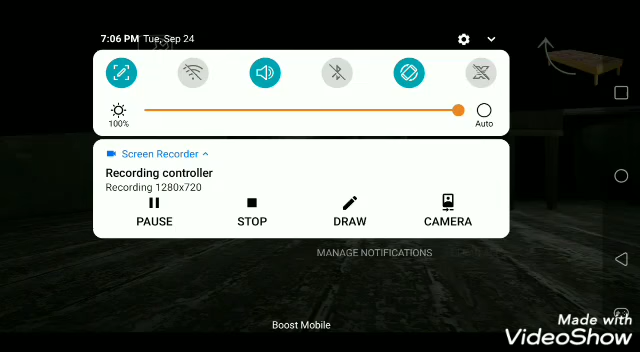 7:06 PM Tue, Sep 24
100%
Auto
Screen Recorder
Recording controller
Recording 1280x720
PAUSE STOP DRAW CAMERA
MANAGE NOTIFICATIONS
Boost Mobile
Made with
VideoShow